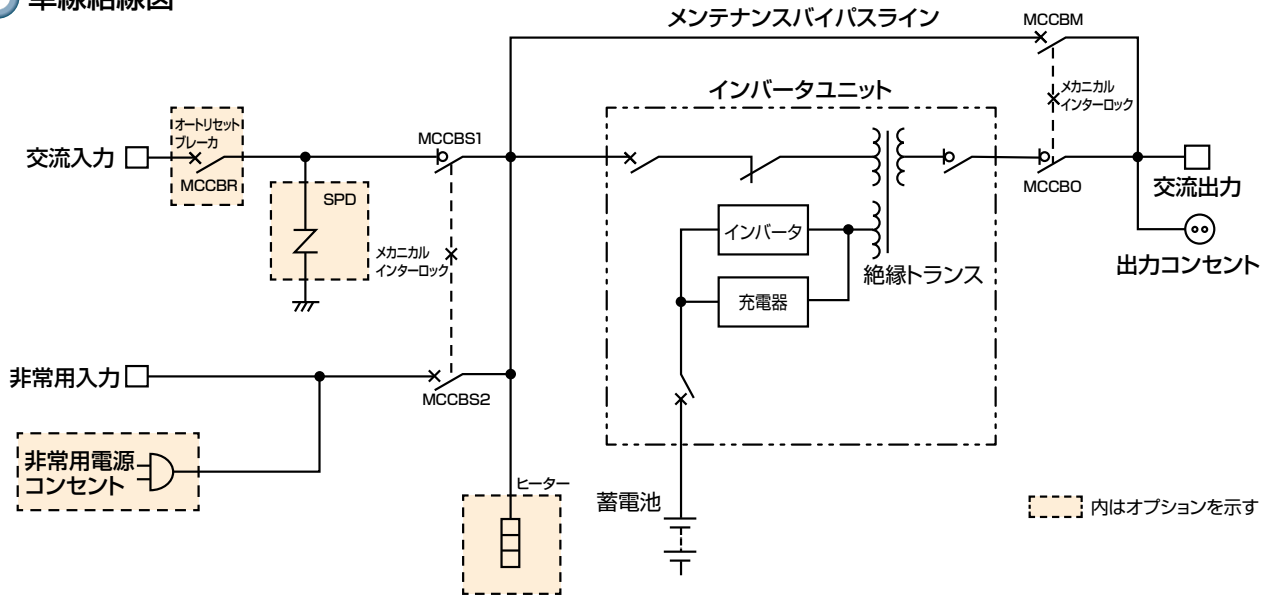 単線結線図
メンテナンスバイパスライン
MCCBM
メカニカル
インターロック
インバータユニット
オートリセット
ブレーカ
交流入力
MCCBR
MCCBS1
SPD
メカニカル
インターロック
MCCBO
交流出力
出力コンセント
インバータ
充電器
絶縁トランス
非常用入力
MCCBS2
非常用電源
コンセント
ヒーター
蓄電池
内はオプションを示す